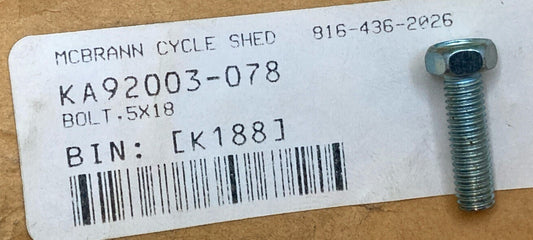 MCBRANN CYCLE SHED 816-436-2026
KA92003-078
BOLT.5X18
BIN: [K188]